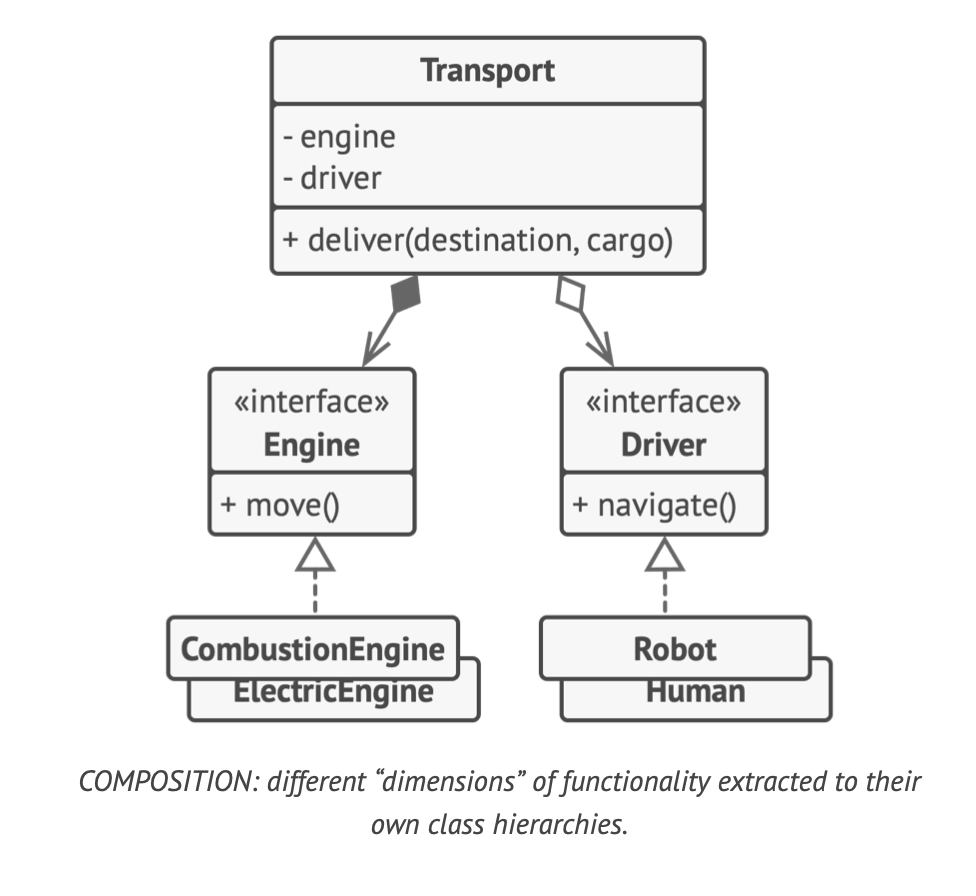 Transport
- engine
- driver
+ deliver(destination, cargo)
«interface»
Engine
+ move()
«interface»
Driver
+ navigate()
CombustionEngine
ElectricEngine
Robot
Human
COMPOSITION: different “dimensions” of functionality extracted to their
own class hierarchies.